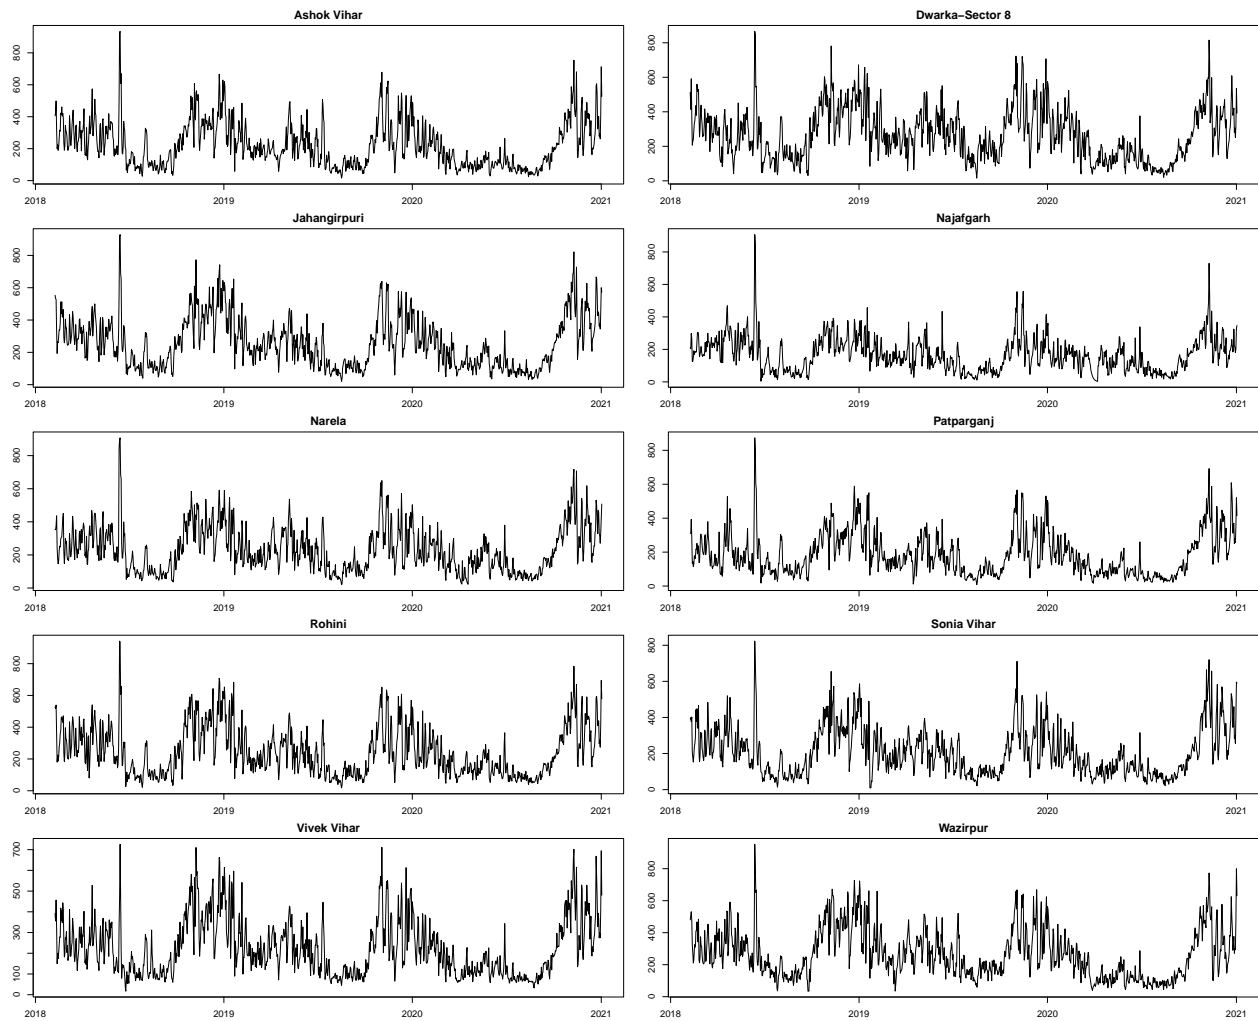 Ashok Vihar
0 200 400 600 800
2018 2019 2020 2021
Dwarka−Sector 8
0 200 400 600 800
2018 2019 2020 2021
Jahangirpuri
0 200 400 600 800
2018 2019 2020 2021
Najafgarh
0 200 400 600 800
2018 2019 2020 2021
Narela
0 200 400 600 800
2018 2019 2020 2021
Patparganj
0 200 400 600 800
2018 2019 2020 2021
Rohini
0 200 400 600 800
2018 2019 2020 2021
Sonia Vihar
0 200 400 600 800
2018 2019 2020 2021
Vivek Vihar
0 100 300 500 700
2018 2019 2020 2021
Wazirpur
0 200 400 600 800
2018 2019 2020 2021